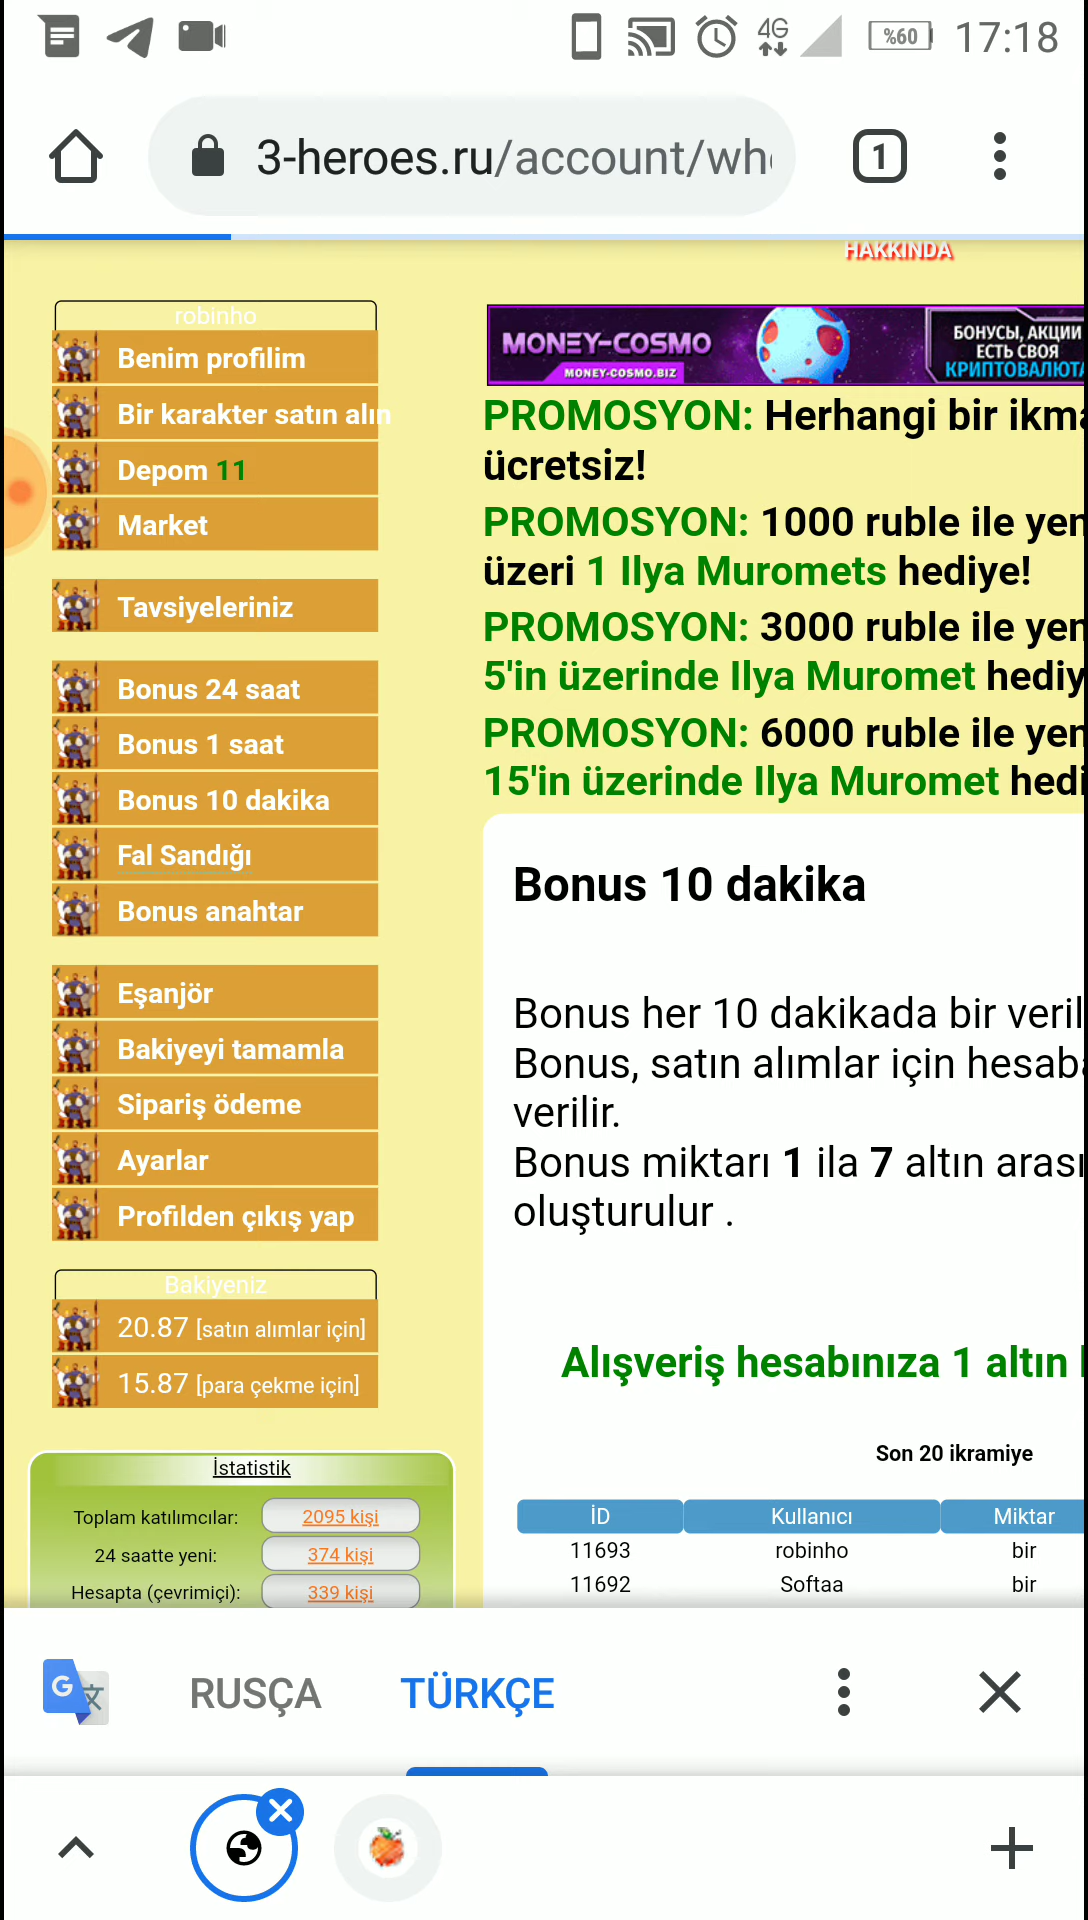 4G
%60
17:18
3-heroes.ru/account/wh
1
HAKKINDA
robinho
Benim profilim
Bir karakter satın alın
Depom 11
Market
Tavsiyeleriniz
Bonus 24 saat
Bonus 1 saat
Bonus 10 dakika
Fal Sandığı
Bonus anahtar
Eşanjör
Bakiyeyi tamamla
Sipariş ödeme
Ayarlar
Profilden çıkış yap
Bakiyeniz
20.87 [satın alımlar için]
15.87 [para çekme için]
İstatistik
Toplam katılımcılar: 2095 kişi
24 saatte yeni: 374 kişi
Hesapta (çevrimiçi): 339 kişi
MONEY-COSMO
MONEY-COSMO.BIZ
БОНУСЫ, АКЦИИ
ЕСТЬ СВОЯ
КРИПТОВАЛЮТА
PROMOSYON: Herhangi bir ikma
ücretsiz!
PROMOSYON: 1000 ruble ile yen
üzeri 1 Ilya Muromets hediye!
PROMOSYON: 3000 ruble ile yen
5'in üzerinde Ilya Muromet hediy
PROMOSYON: 6000 ruble ile yen
15'in üzerinde Ilya Muromet hedi
Bonus 10 dakika
Bonus her 10 dakikada bir veril
Bonus, satın alımlar için hesaba
verilir.
Bonus miktarı 1 ila 7 altın arası
oluşturulur .
Alışveriş hesabınıza 1 altın
Son 20 ikramiye
İD Kullanıcı Miktar
11693 robinho bir
11692 Softaa bir
G 文
RUSÇA TÜRKÇE